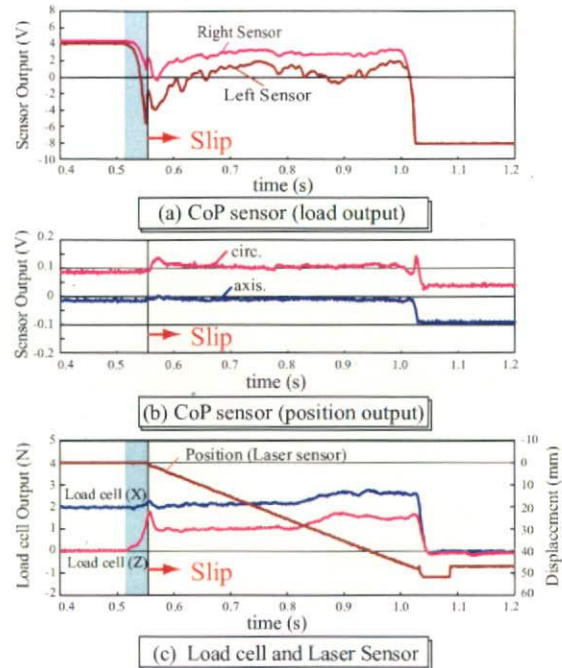 8
6
4
2
0
-2
-4
-6
-8
-10
Sensor Output (V)
Right Sensor
Left Sensor
Slip
0.4 0.5 0.6 0.7 0.8 0.9 1.0 1.1 1.2
time (s)
(a) CoP sensor (load output)
0.2
0.1
0
-0.1
-0.2
Sensor Output (V)
circ.
axis.
Slip
0.4 0.5 0.6 0.7 0.8 0.9 1.0 1.1 1.2
time (s)
(b) CoP sensor (position output)
5
4
3
2
1
0
-1
-2
Load cell Output (N)
Position (Laser sensor)
Load cell (X)
Load cell (Z)
Slip
-10
0
10
20
30
40
50
60
Displacement (mm)
0.4 0.5 0.6 0.7 0.8 0.9 1.0 1.1 1.2
time (s)
(c) Load cell and Laser Sensor